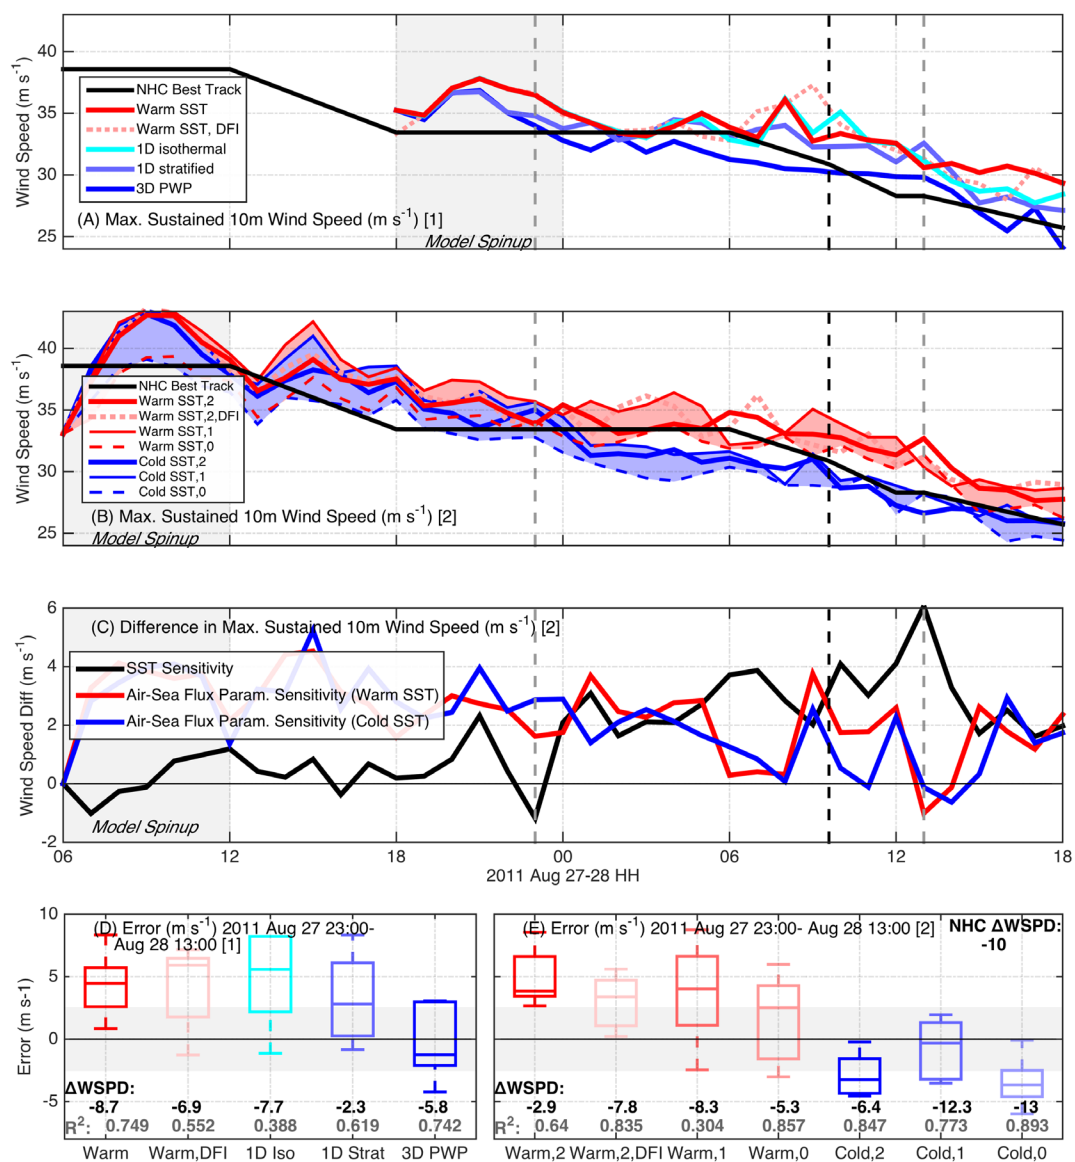 40
35
30
25
Wind Speed (m s-1)
NHC Best Track
Warm SST
Warm SST, DFI
1D isothermal
1D stratified
3D PWP
(A) Max. Sustained 10m Wind Speed (m s-1) [1]
Model Spinup
40
35
30
25
Wind Speed (m s-1)
NHC Best Track
Warm SST,2
Warm SST,2,DFI
Warm SST,1
Warm SST,0
Cold SST,2
Cold SST,1
Cold SST,0
(B) Max. Sustained 10m Wind Speed (m s-1) [2]
Model Spinup
6
4
2
0
-2
Wind Speed Diff (m s-1)
(C) Difference in Max. Sustained 10m Wind Speed (m s-1) [2]
SST Sensitivity
Air-Sea Flux Param. Sensitivity (Warm SST)
Air-Sea Flux Param. Sensitivity (Cold SST)
Model Spinup
06 12 18 00 06 12 18
2011 Aug 27-28 HH
10
5
0
-5
Error (m s-1)
(D) Error (m s-1) 2011 Aug 27 23:00-
Aug 28 13:00 [1]
ΔWSPD:
-8.7 -6.9 -7.7 -2.3 -5.8
R2: 0.749 0.552 0.388 0.619 0.742
Warm Warm,DFI 1D Iso 1D Strat 3D PWP
(E) Error (m s-1) 2011 Aug 27 23:00- Aug 28 13:00 [2]
NHC ΔWSPD:
-10
ΔWSPD:
-2.9 -7.8 -8.3 -5.3 -6.4 -12.3 -13
R2: 0.64 0.835 0.304 0.857 0.847 0.773 0.893
Warm,2 Warm,2,DFI Warm,1 Warm,0 Cold,2 Cold,1 Cold,0